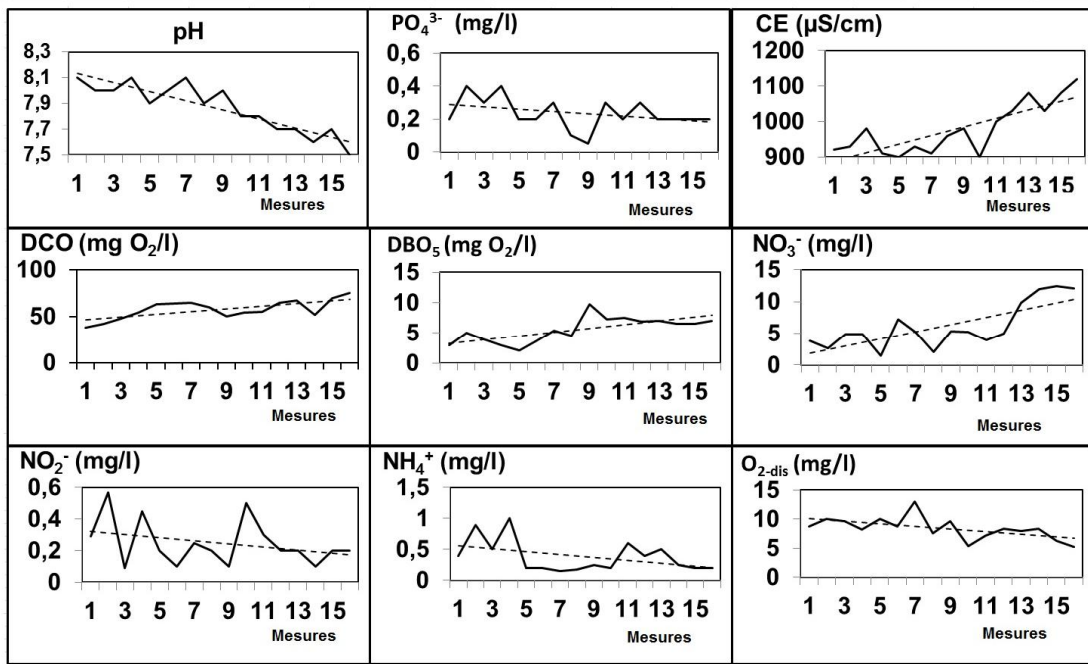 pH
8,3
8,1
7,9
7,7
7,5
1 3 5 7 9 11 13 15
Mesures
PO₄³⁻ (mg/l)
0,6
0,4
0,2
0
1 3 5 7 9 11 13 15
Mesures
CE (µS/cm)
1200
1100
1000
900
1 3 5 7 9 11 13 15
Mesures
DCO (mg O₂/l)
100
50
0
1 3 5 7 9 11 13 15
Mesures
DBO₅ (mg O₂/l)
15
10
5
0
1 3 5 7 9 11 13 15
Mesures
NO₃⁻ (mg/l)
15
10
5
0
1 3 5 7 9 11 13 15
Mesures
NO₂⁻ (mg/l)
0,6
0,4
0,2
0
1 3 5 7 9 11 13 15
Mesures
NH₄⁺ (mg/l)
1,5
1
0,5
0
1 3 5 7 9 11 13 15
Mesures
O₂₋dis (mg/l)
15
10
5
0
1 3 5 7 9 11 13 15
Mesures